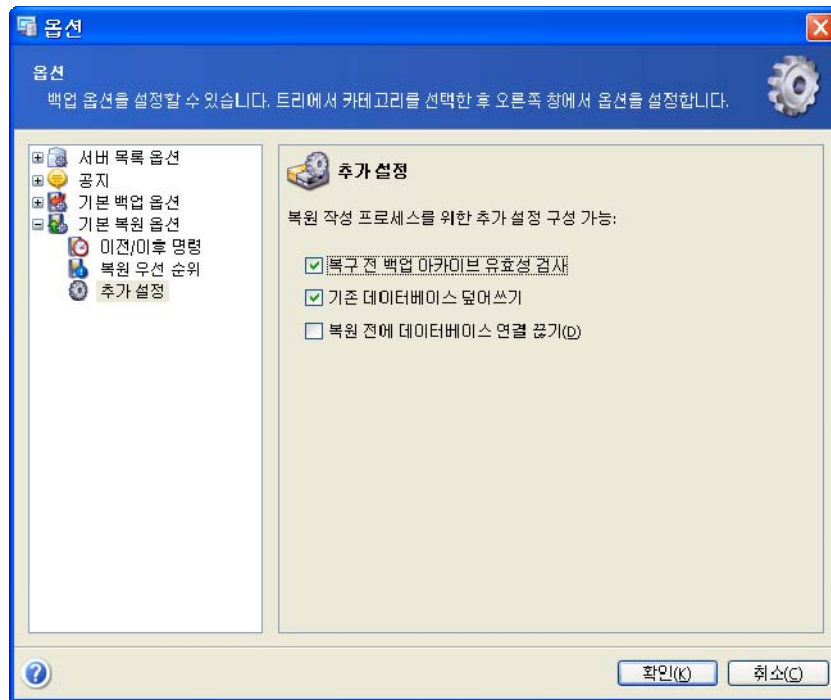 옵션
옵션
백업 옵션을 설정할 수 있습니다. 트리에서 카테고리를 선택한 후 오른쪽 창에서 옵션을 설정합니다.
서버 목록 옵션
공지
기본 백업 옵션
기본 복원 옵션
이전/이후 명령
복원 우선 순위
추가 설정
추가 설정
복원 작성 프로세스를 위한 추가 설정 구성 가능:
복구 전 백업 아카이브 유효성 검사
기존 데이터베이스 덮어쓰기
복원 전에 데이터베이스 연결 끊기(D)
확인(K)
취소(C)